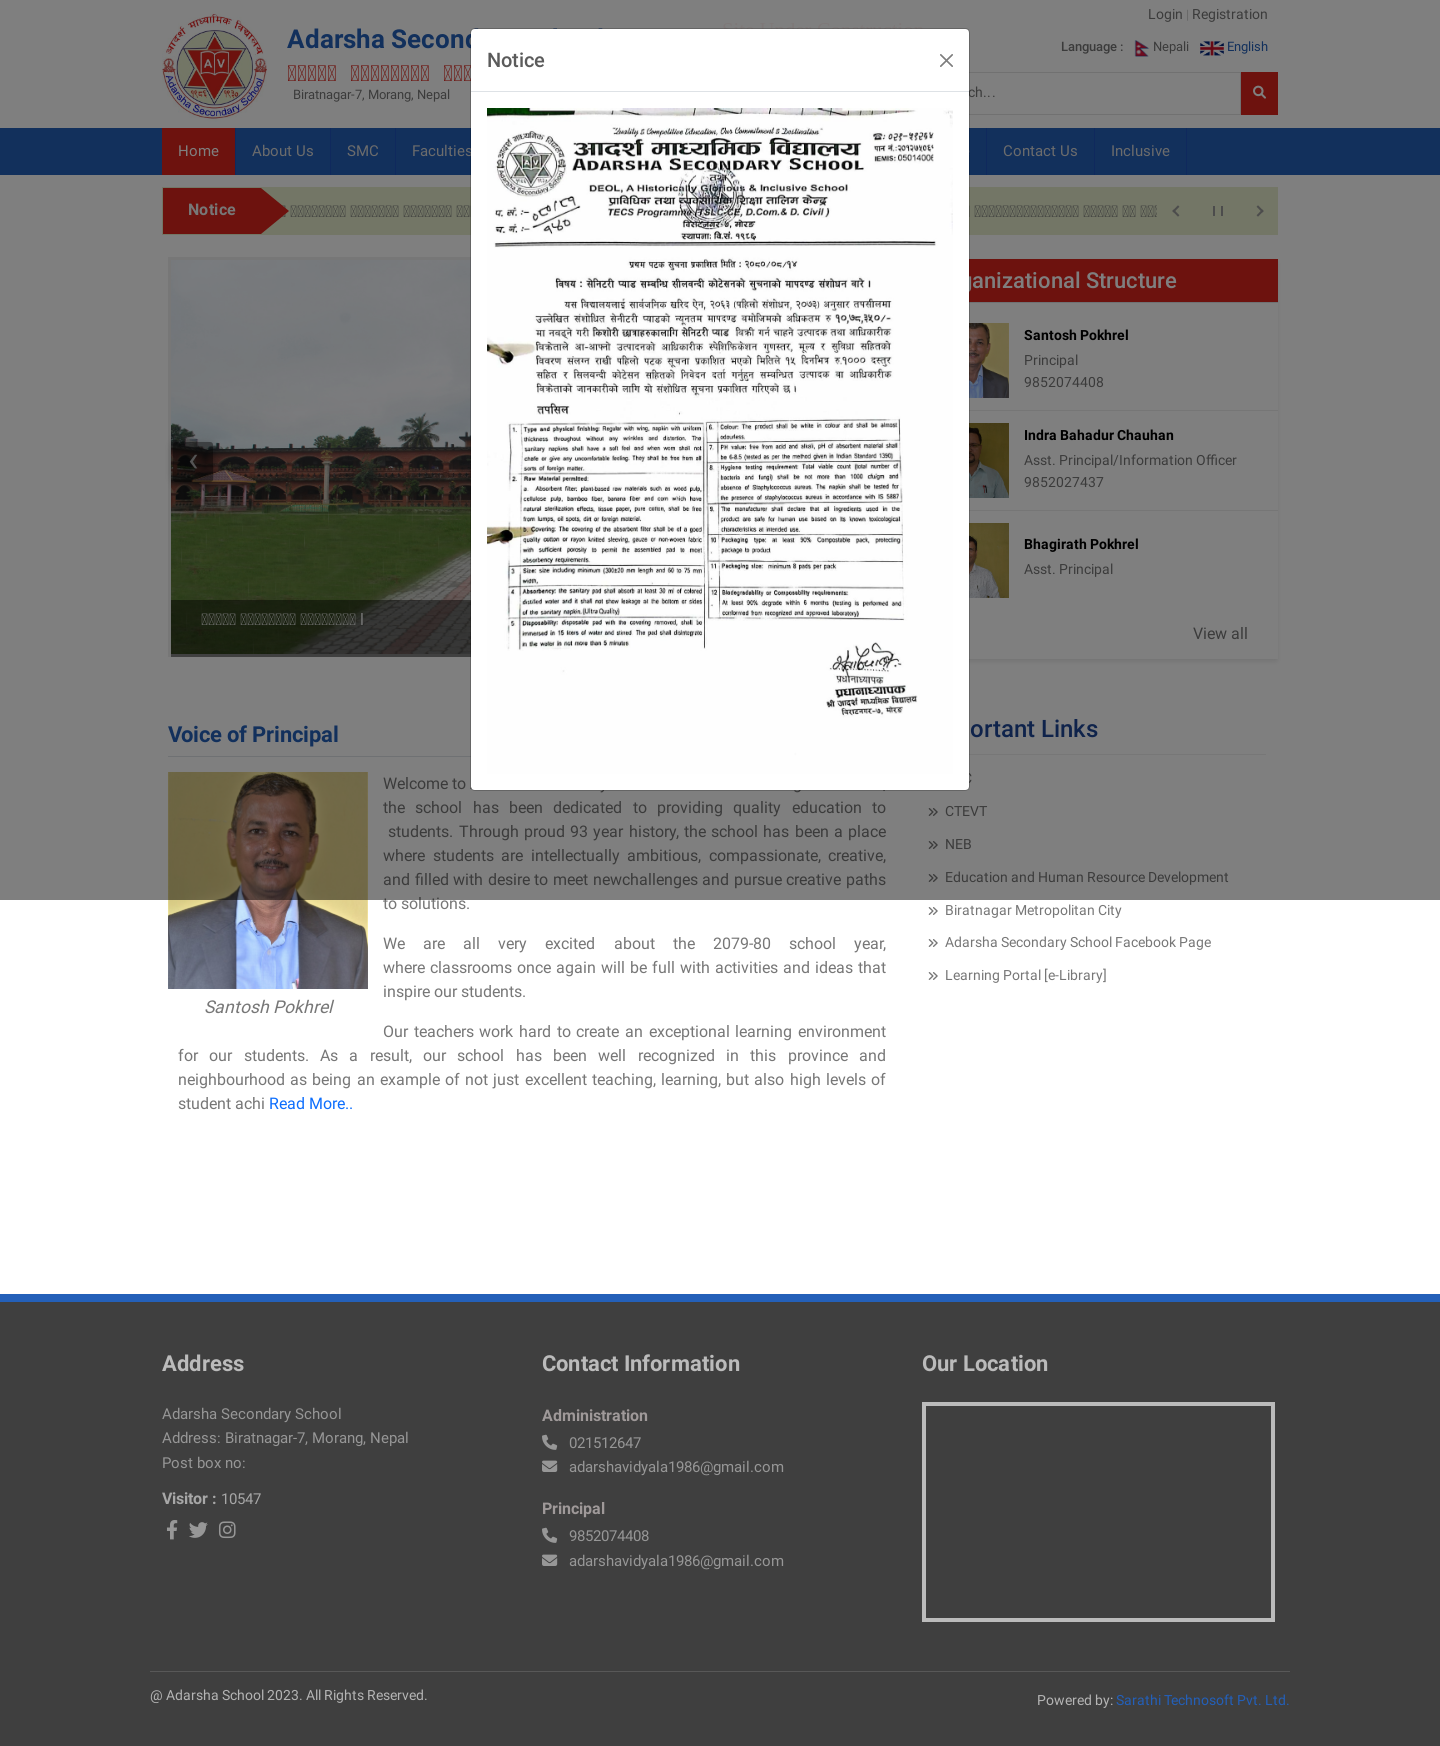 Login | Registration
Adarsha Second
Language : Nepali English
Biratnagar-7, Morang, Nepal
ch...
Home About Us SMC Faculties Contact Us Inclusive
Notice
Notice
"Quality & Competitive Education, Our Commitment & Destination"
आदर्श माध्यमिक विद्यालय
ADARSHA SECONDARY SCHOOL
तथा
DEOL, A Historically Glorious & Inclusive School
प्राविधिक तथा व्यवसायिक शिक्षा तालिम केन्द्र
TECS Programme (TSLC-CE, D.Com.& D. Civil )
विराटनगर-७, मोरङ
स्थापनाः वि.सं. १९८६
प. सं.:- ०८०/८१
च. नं.:- १४०
प्रथम पटक सूचना प्रकाशित मिति : २०८०/०८/१४
विषय : सेनिटरी प्याड सम्बन्धि सीलवन्दी कोटेसनको सुचनाको मापदण्ड संशोधन बारे ।
यस विद्यालयलाई सार्वजनिक खरिद ऐन, २०६३ (पहिलो संशोधन, २०७३) अनुसार तपसीलमा
उल्लेखित संशोधित सेनीटरी प्याडको न्यूनतम मापदण्ड वमोजिमको अधिकतम रु १०,७८,३५०/-
मा नबढ्ने गरी किशोरी छात्राहरुकालागि सेनिटरी प्याड विक्री गर्न चाहने उत्पादक तथा आधिकारीक
विक्रेताले आ-आफ्नो उत्पादनको आधिकारीक स्पेशिफिकेशन गुणस्तर, मूल्य र सुविधा सहितको
विवरण संलग्न राखी पहिलो पटक सूचना प्रकाशित भएको मितिले १५ दिनभित्र रु.१००० दस्तुर
सहित र सिलवन्दी कोटेसन सहितको निवेदन दर्ता गर्नुहुन सम्वन्धित उत्पादक वा आधिकारीक
विक्रेताको जानकारीको लागि यो संशोधित सूचना प्रकाशित गरिएको छ ।
तपसिल
1. Type and physical finishing: Regular with wing, napkin with uniform
thickness throughout without any wrinkles and distortion. The
sanitary napkins shall have a soft feel and when worn shall not
chafe or give any uncomfortable feeling. They shall be free from all
sorts of foreign matter.
2. Raw Material permitted:
a. Absorbent filter: plant-based raw materials such as wood pulp,
cellulose pulp, bamboo fiber, banana fiber and corn which have
natural sterilization effects, tissue paper, pure cotton, shall be free
from lumps, oil spots, dirt or foreign material.
b. Covering: The covering of the absorbent filter shall be of a good
quality cotton or rayon knitted sleeving, gauze or non-woven fabric
with sufficient porosity to permit the assembled pad to meet
absorbency requirements.
3 Size: size including minimum (300±20 mm length and 60 to 75 mm
width,
4 Absorbency: the sanitary pad shall absorb at least 30 ml of colored
distilled water and it shall not show leakage at the bottom or sides
of the sanitary napkin.(Ultra Quality)
5 Disposability: disposable pad with the covering removed, shall be
immersed in 15 liters of water and stirred. The pad shall disintegrate
in the water in not more than 5 minutes
6. Colour: The product shall be white in colour and shall be almost
odourless.
7. PH value: free from acid and alkali, pH of absorbent material shall
be 6-8.5 (tested as per the method given in Indian Standard 1390)
8. Hygiene testing requirement: Total viable count (total number of
bacteria and fungi) shall be not more than 1000 cfu/gm and
absence of Staphylococcus aureus. The napkin shall be tested for
the presence of staphylococcus aureus in accordance with IS 5887
9. The manufacturer shall declare that all ingredients used in the
product are safe for human use based on its known toxicological
characteristics at intended use.
10 Packaging type: at least 90% Compostable pack, protecting
package to product
11 Packaging size: minimum 8 pads per pack
12 Biodegradability or Composability requirements:
At least 90% degrade within 6 months (testing is performed and
conformed from recognized and approved laboratory)
प्रधानाध्यापक
प्रधानाध्यापक
श्री आदर्श माध्यमिक विद्यालय
विराटनगर-७, मोरङ
ganizational Structure
Santosh Pokhrel
Principal
9852074408
Indra Bahadur Chauhan
Asst. Principal/Information Officer
9852027437
Bhagirath Pokhrel
Asst. Principal
View all
Voice of Principal
Welcome to
the school has been dedicated to providing quality education to
students. Through proud 93 year history, the school has been a place
where students are intellectually ambitious, compassionate, creative,
and filled with desire to meet newchallenges and pursue creative paths
to solutions.
We are all very excited about the 2079-80 school year,
where classrooms once again will be full with activities and ideas that
inspire our students.
Santosh Pokhrel
Our teachers work hard to create an exceptional learning environment
for our students. As a result, our school has been well recognized in this province and
neighbourhood as being an example of not just excellent teaching, learning, but also high levels of
student achi Read More..
ortant Links
CTEVT
NEB
Education and Human Resource Development
Biratnagar Metropolitan City
Adarsha Secondary School Facebook Page
Learning Portal [e-Library]
Address
Adarsha Secondary School
Address: Biratnagar-7, Morang, Nepal
Post box no:
Visitor : 10547
Contact Information
Administration
021512647
adarshavidyala1986@gmail.com
Principal
9852074408
adarshavidyala1986@gmail.com
Our Location
@ Adarsha School 2023. All Rights Reserved.
Powered by: Sarathi Technosoft Pvt. Ltd.